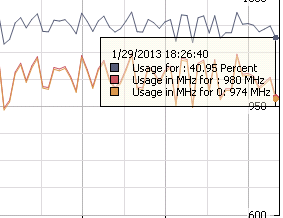 1000
1/29/2013 18:26:40
Usage for : 40.95 Percent
Usage in MHz for : 980 MHz
Usage in MHz for 0: 974 MHz
950
600